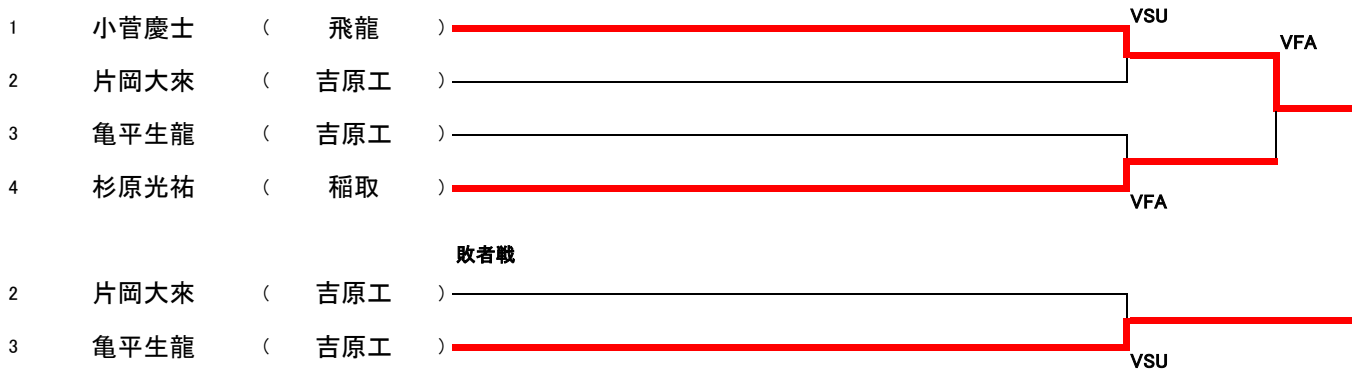 VSU
1 小菅慶士 ( 飛龍 )
VFA
2 片岡大來 ( 吉原工 )
3 亀平生龍 ( 吉原工 )
4 杉原光祐 ( 稲取 )
VFA
敗者戦
2 片岡大來 ( 吉原工 )
3 亀平生龍 ( 吉原工 )
VSU